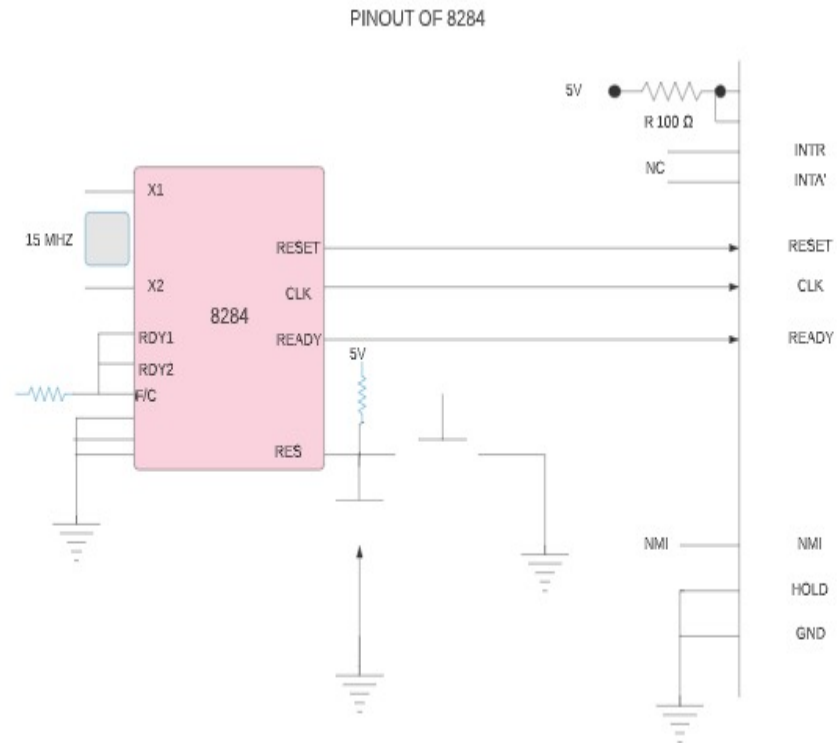 PINOUT OF 8284
5V
R 100 Ω
NC
INTR
INTA'
X1
15 MHZ
RESET
RESET
X2
CLK
CLK
8284
RDY1
READY
READY
5V
RDY2
F/C
RES
NMI
NMI
HOLD
GND